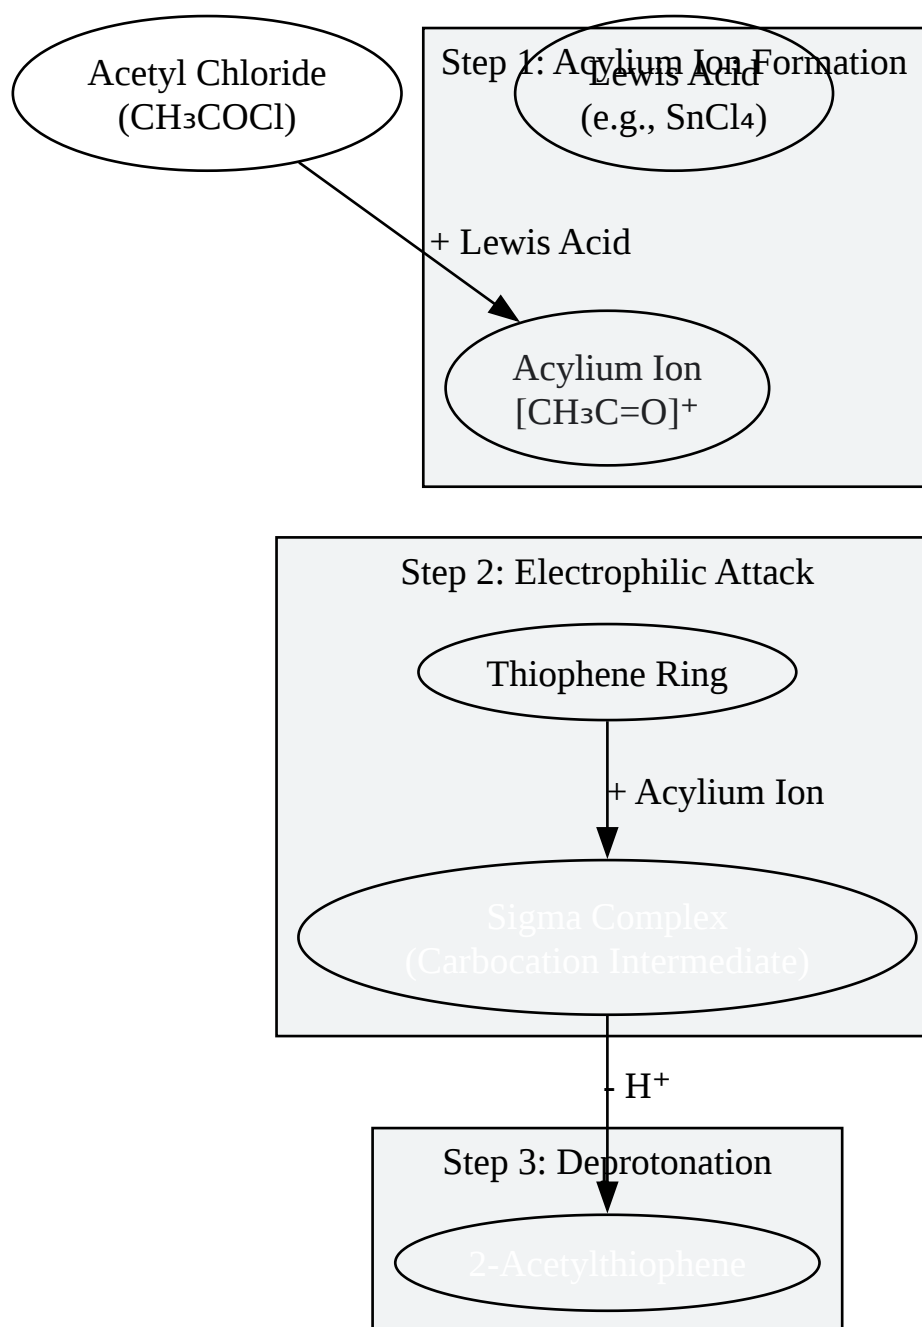 Acetyl Chloride
(CH₃COCl)
Step 1: Acylium Ion Formation
Lewis Acid
(e.g., SnCl₄)
+ Lewis Acid
Acylium Ion
[CH₃C=O]⁺
Step 2: Electrophilic Attack
Thiophene Ring
+ Acylium Ion
Sigma Complex
(Carbocation Intermediate)
- H⁺
Step 3: Deprotonation
2-Acetylthiophene